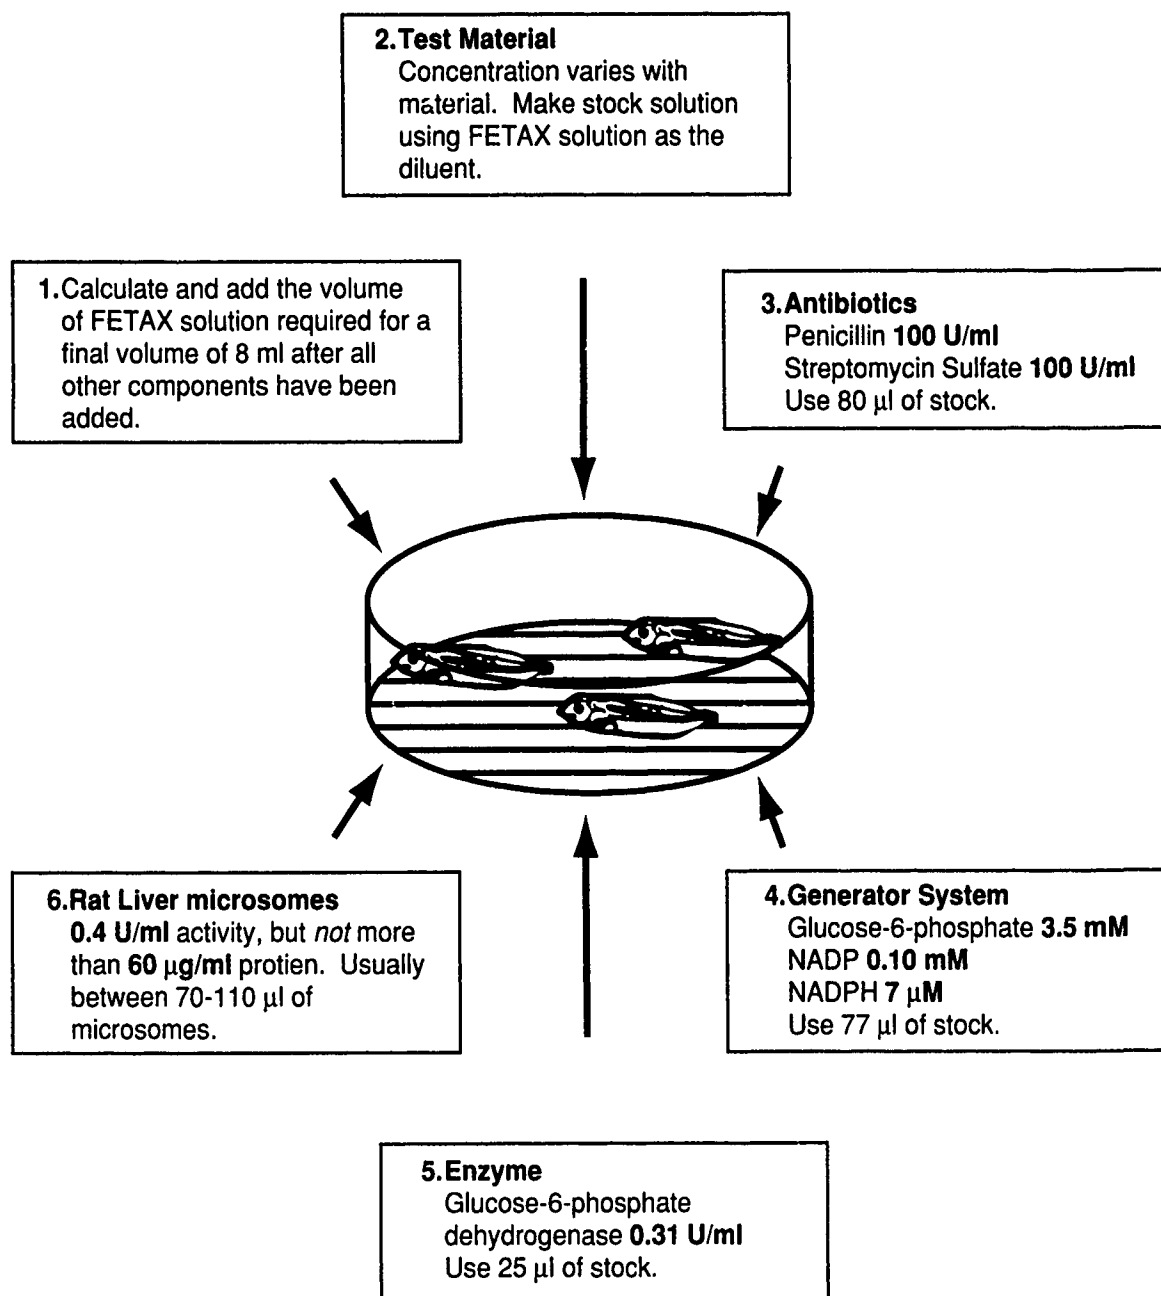 2.Test Material
Concentration varies with
material. Make stock solution
using FETAX solution as the
diluent.
1.Calculate and add the volume
of FETAX solution required for a
final volume of 8 ml after all
other components have been
added.
3.Antibiotics
Penicillin 100 U/ml
Streptomycin Sulfate 100 U/ml
Use 80 µl of stock.
6.Rat Liver microsomes
0.4 U/ml activity, but not more
than 60 µg/ml protien. Usually
between 70-110 µl of
microsomes.
4.Generator System
Glucose-6-phosphate 3.5 mM
NADP 0.10 mM
NADPH 7 µM
Use 77 µl of stock.
5.Enzyme
Glucose-6-phosphate
dehydrogenase 0.31 U/ml
Use 25 µl of stock.